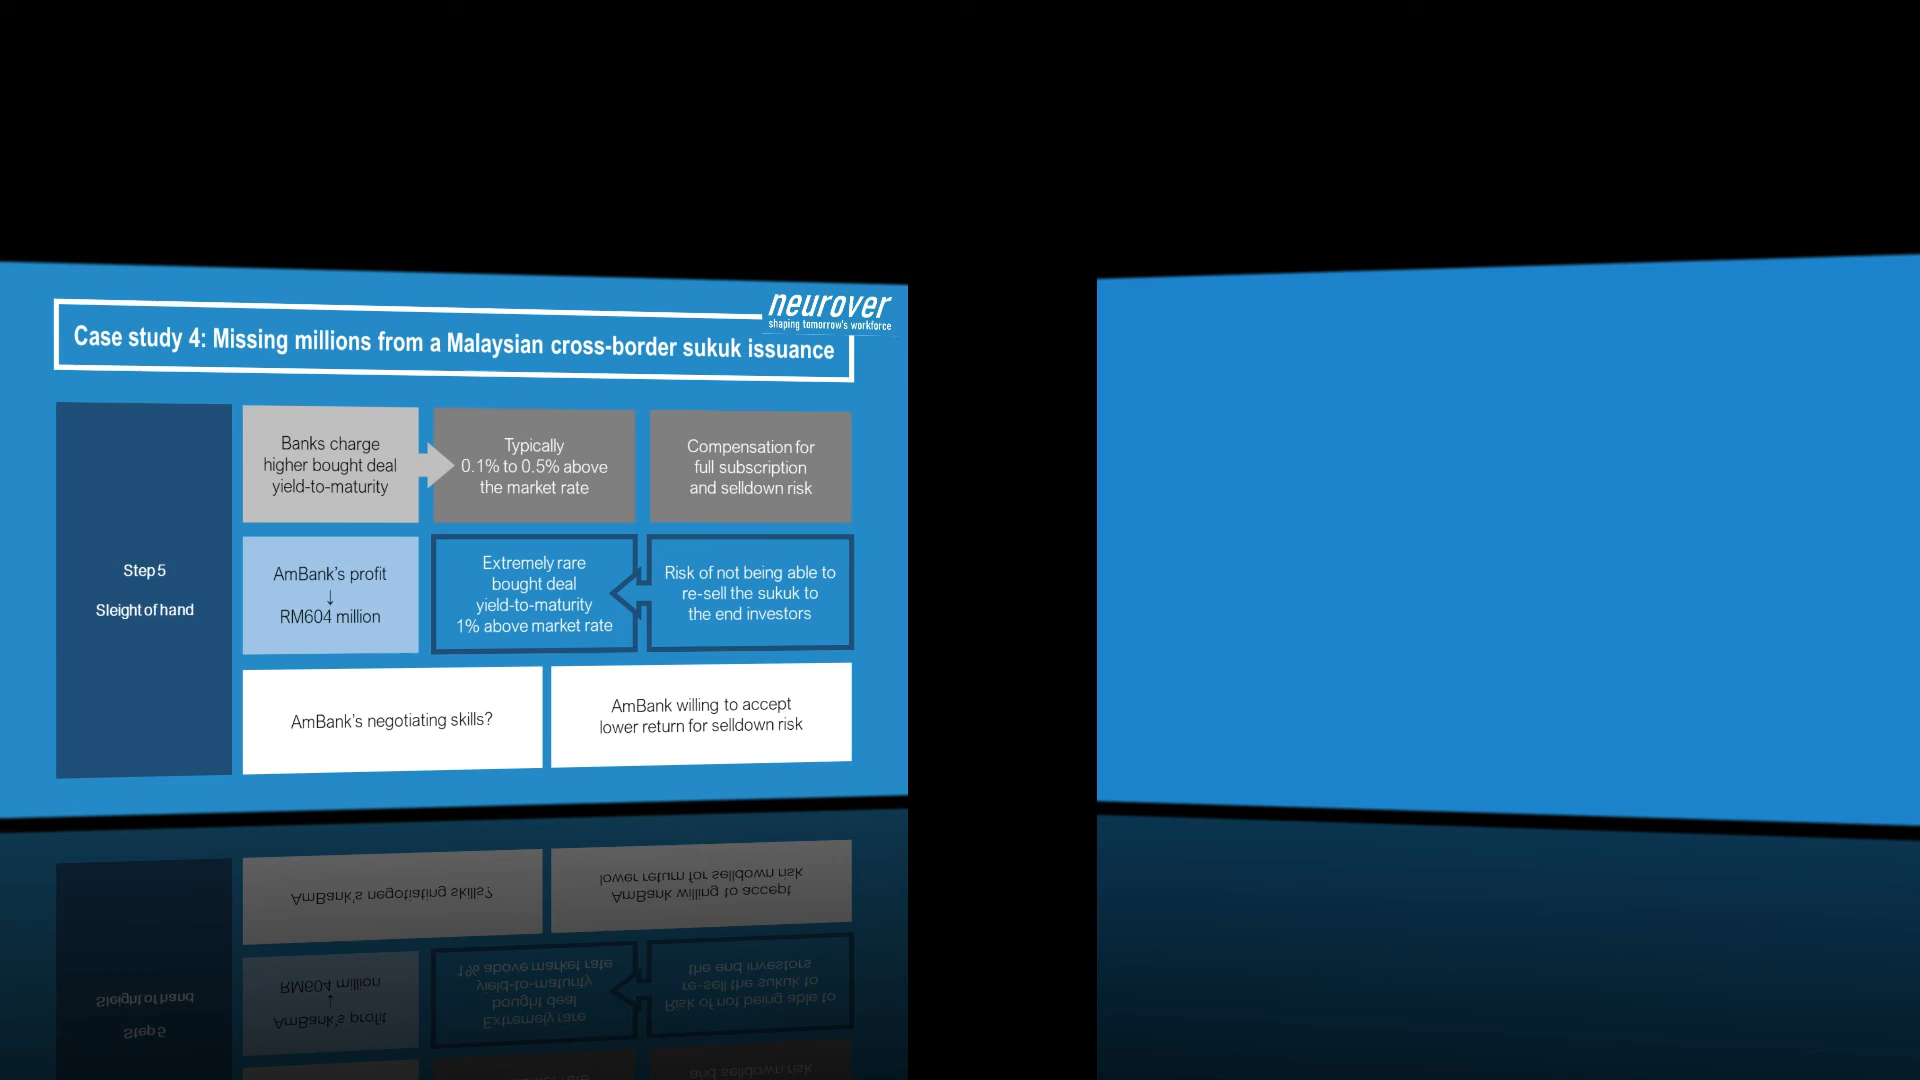 neurover
shaping tomorrow's workforce
Case study 4: Missing millions from a Malaysian cross-border sukuk issuance
Step 5
Sleight of hand
Banks charge
higher bought deal
yield-to-maturity
Typically
0.1% to 0.5% above
the market rate
Compensation for
full subscription
and selldown risk
AmBank's profit
↓
RM604 million
Extremely rare
bought deal
yield-to-maturity
1% above market rate
Risk of not being able to
re-sell the sukuk to
the end investors
AmBank's negotiating skills?
AmBank willing to accept
lower return for selldown risk